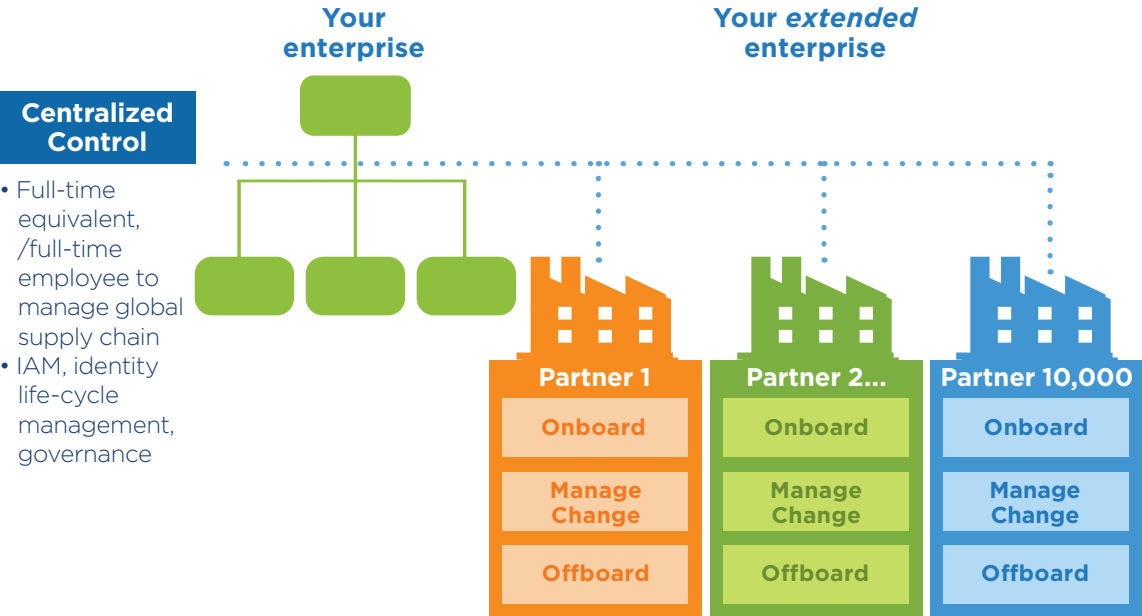 Your
enterprise
Your extended
enterprise
Centralized
Control
• Full-time
equivalent,
/full-time
employee to
manage global
supply chain
• IAM, identity
life-cycle
management,
governance
Partner 1
Onboard
Manage
Change
Offboard
Partner 2...
Onboard
Manage
Change
Offboard
Partner 10,000
Onboard
Manage
Change
Offboard